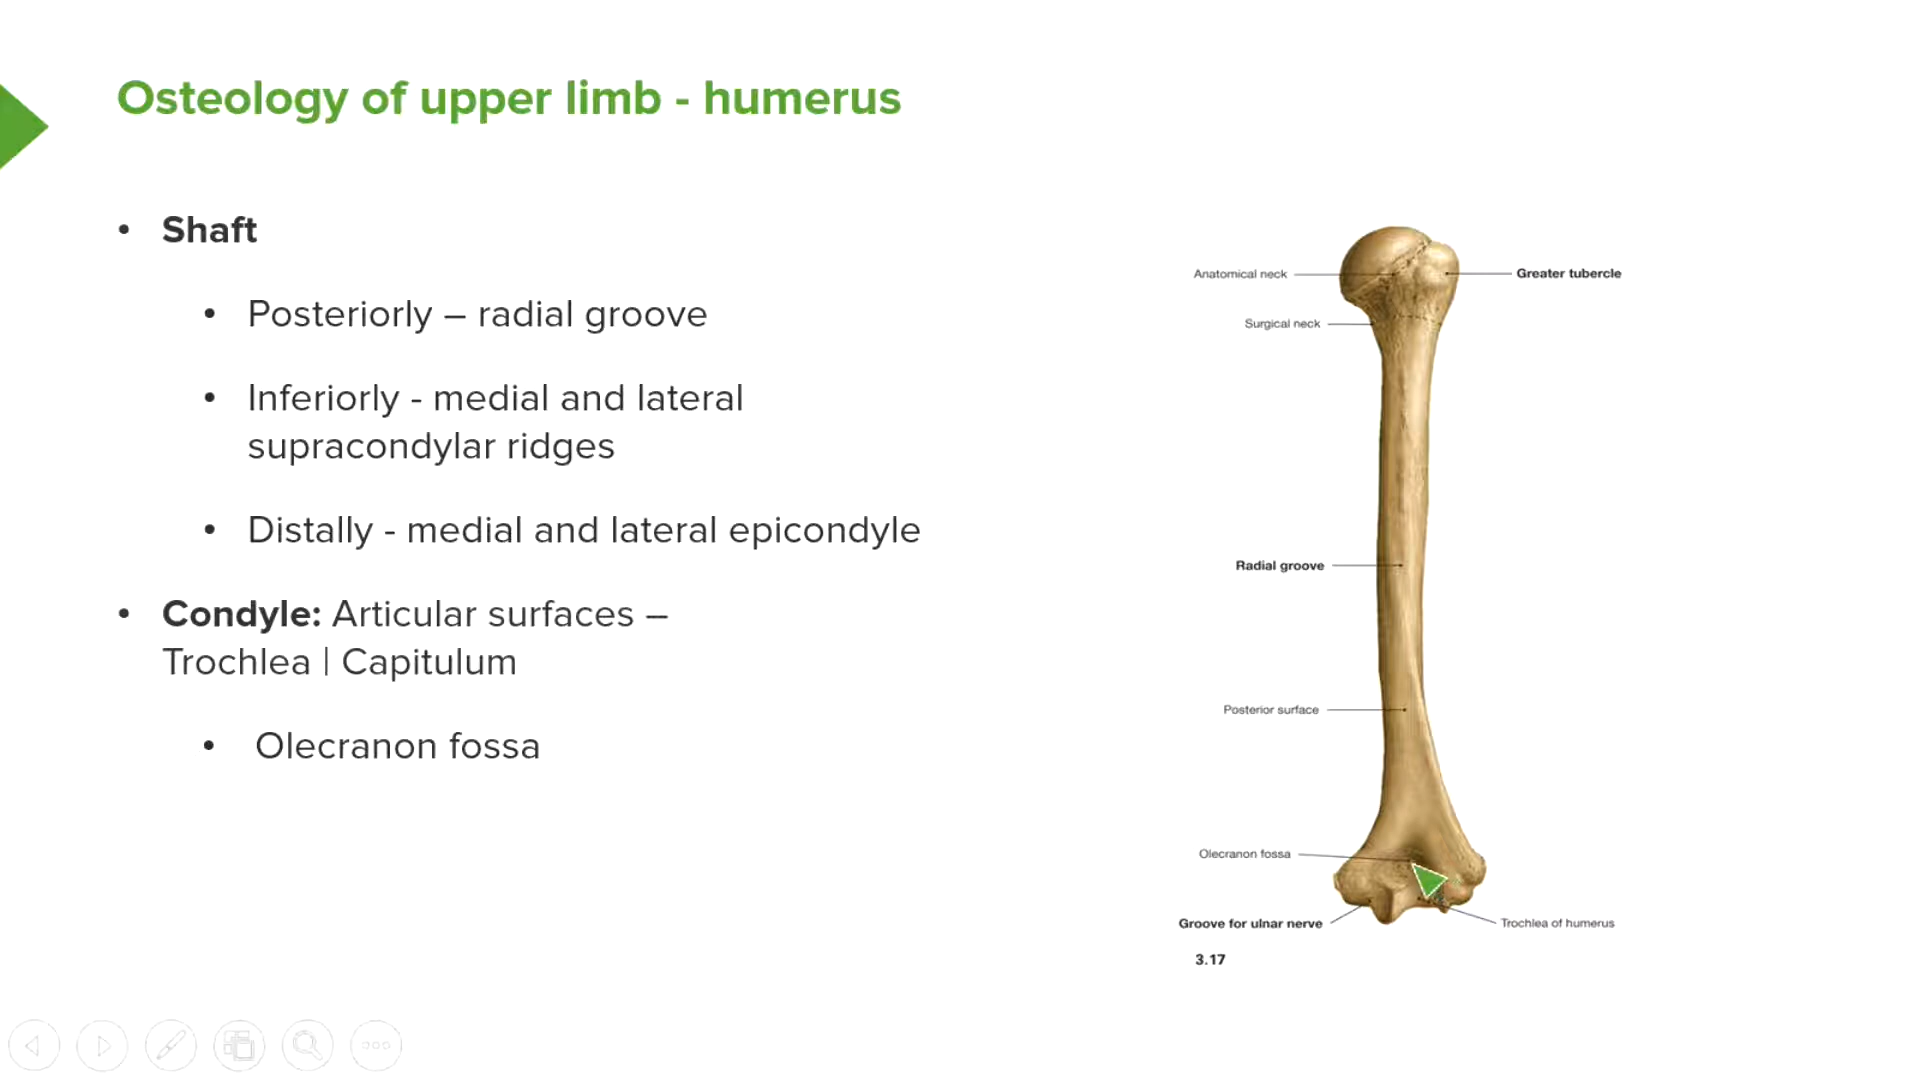 Osteology of upper limb - humerus
• Shaft
• Posteriorly – radial groove
• Inferiorly - medial and lateral
supracondylar ridges
• Distally - medial and lateral epicondyle
• Condyle: Articular surfaces –
Trochlea | Capitulum
• Olecranon fossa
Anatomical neck
Greater tubercle
Surgical neck
Radial groove
Posterior surface
Olecranon fossa
Groove for ulnar nerve
Trochlea of humerus
3.17